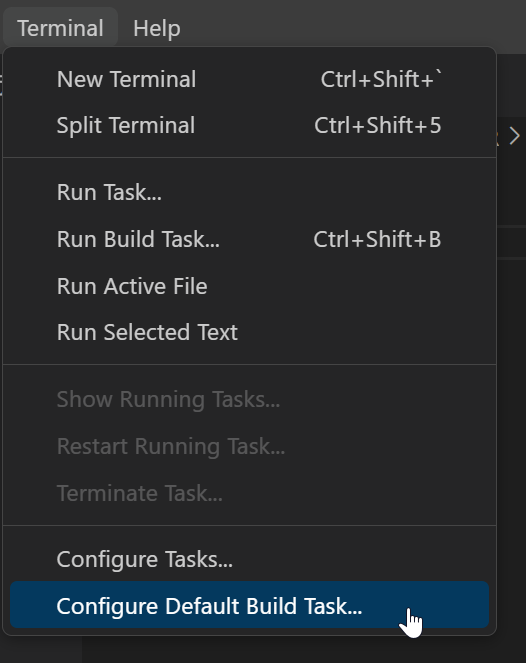 Terminal Help
New Terminal Ctrl+Shift+`
Split Terminal Ctrl+Shift+5
Run Task...
Run Build Task... Ctrl+Shift+B
Run Active File
Run Selected Text
Show Running Tasks...
Restart Running Task...
Terminate Task...
Configure Tasks...
Configure Default Build Task...